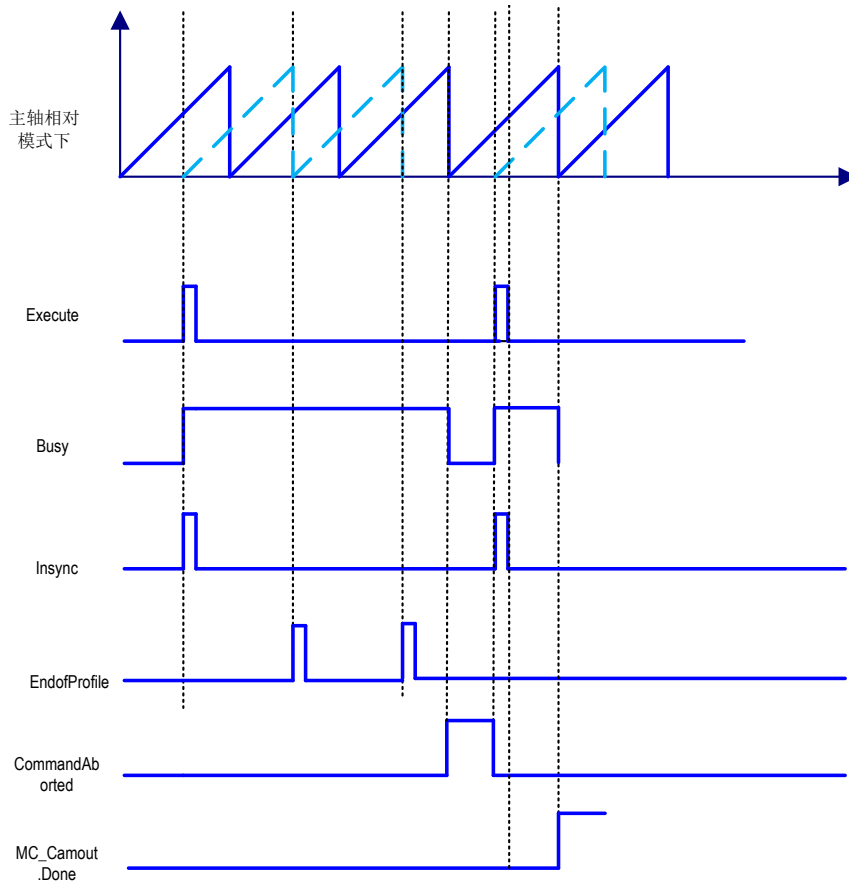 主轴相对
模式下
Execute
Busy
Insync
EndofProfile
CommandAb
orted
MC_Camout
.Done